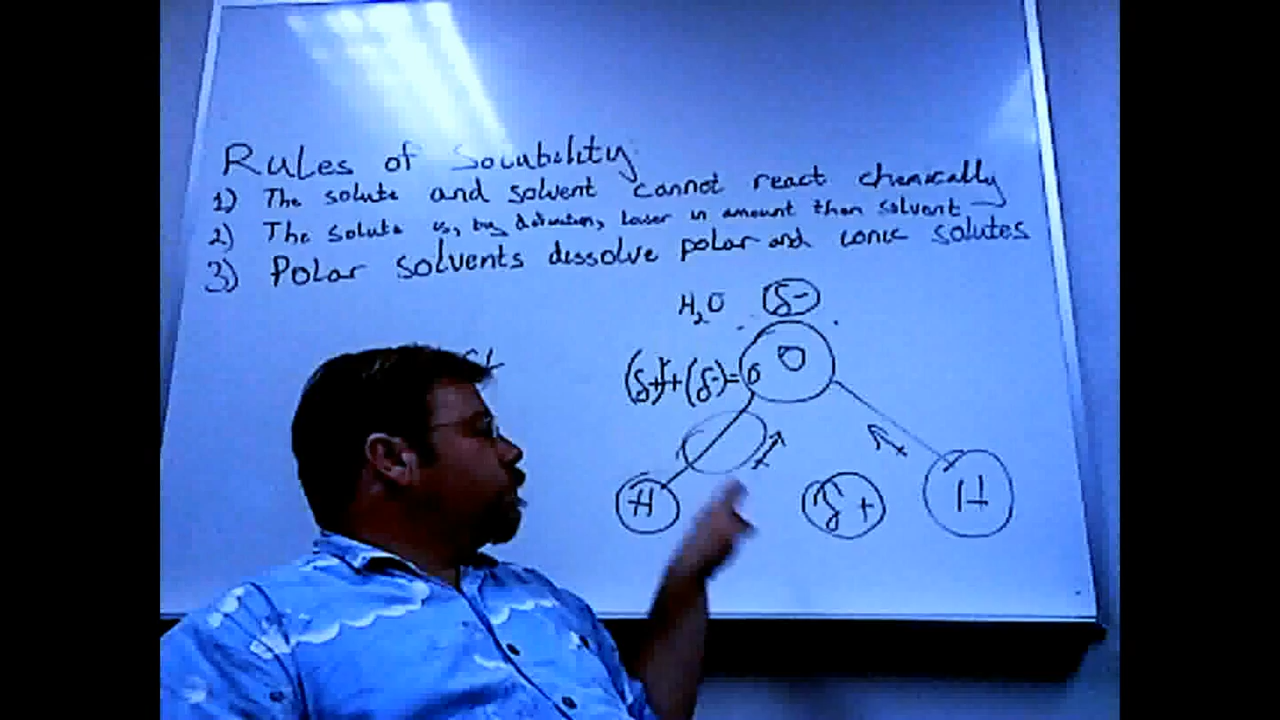 Rules of Solubility
1) The solute and solvent cannot react chemically
2) The solute is, by definition, lesser in amount then solvent
3) Polar solvents dissolve polar and ionic solutes
H₂O δ-
O
(δ+)+(δ-)=0
H δ+ H